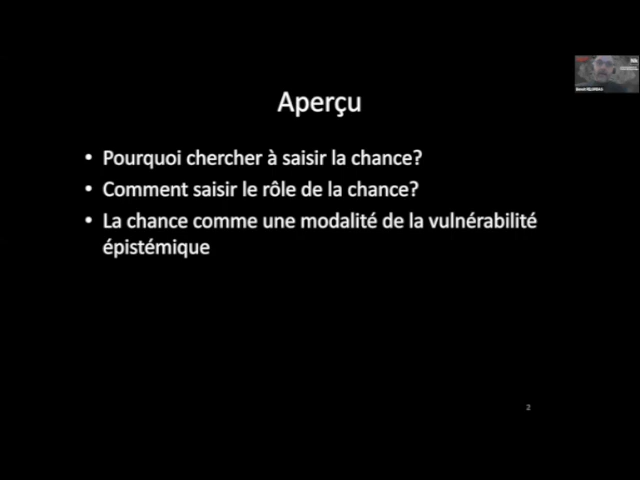 Aperçu
• Pourquoi chercher à saisir la chance?
• Comment saisir le rôle de la chance?
• La chance comme une modalité de la vulnérabilité
épistémique
2